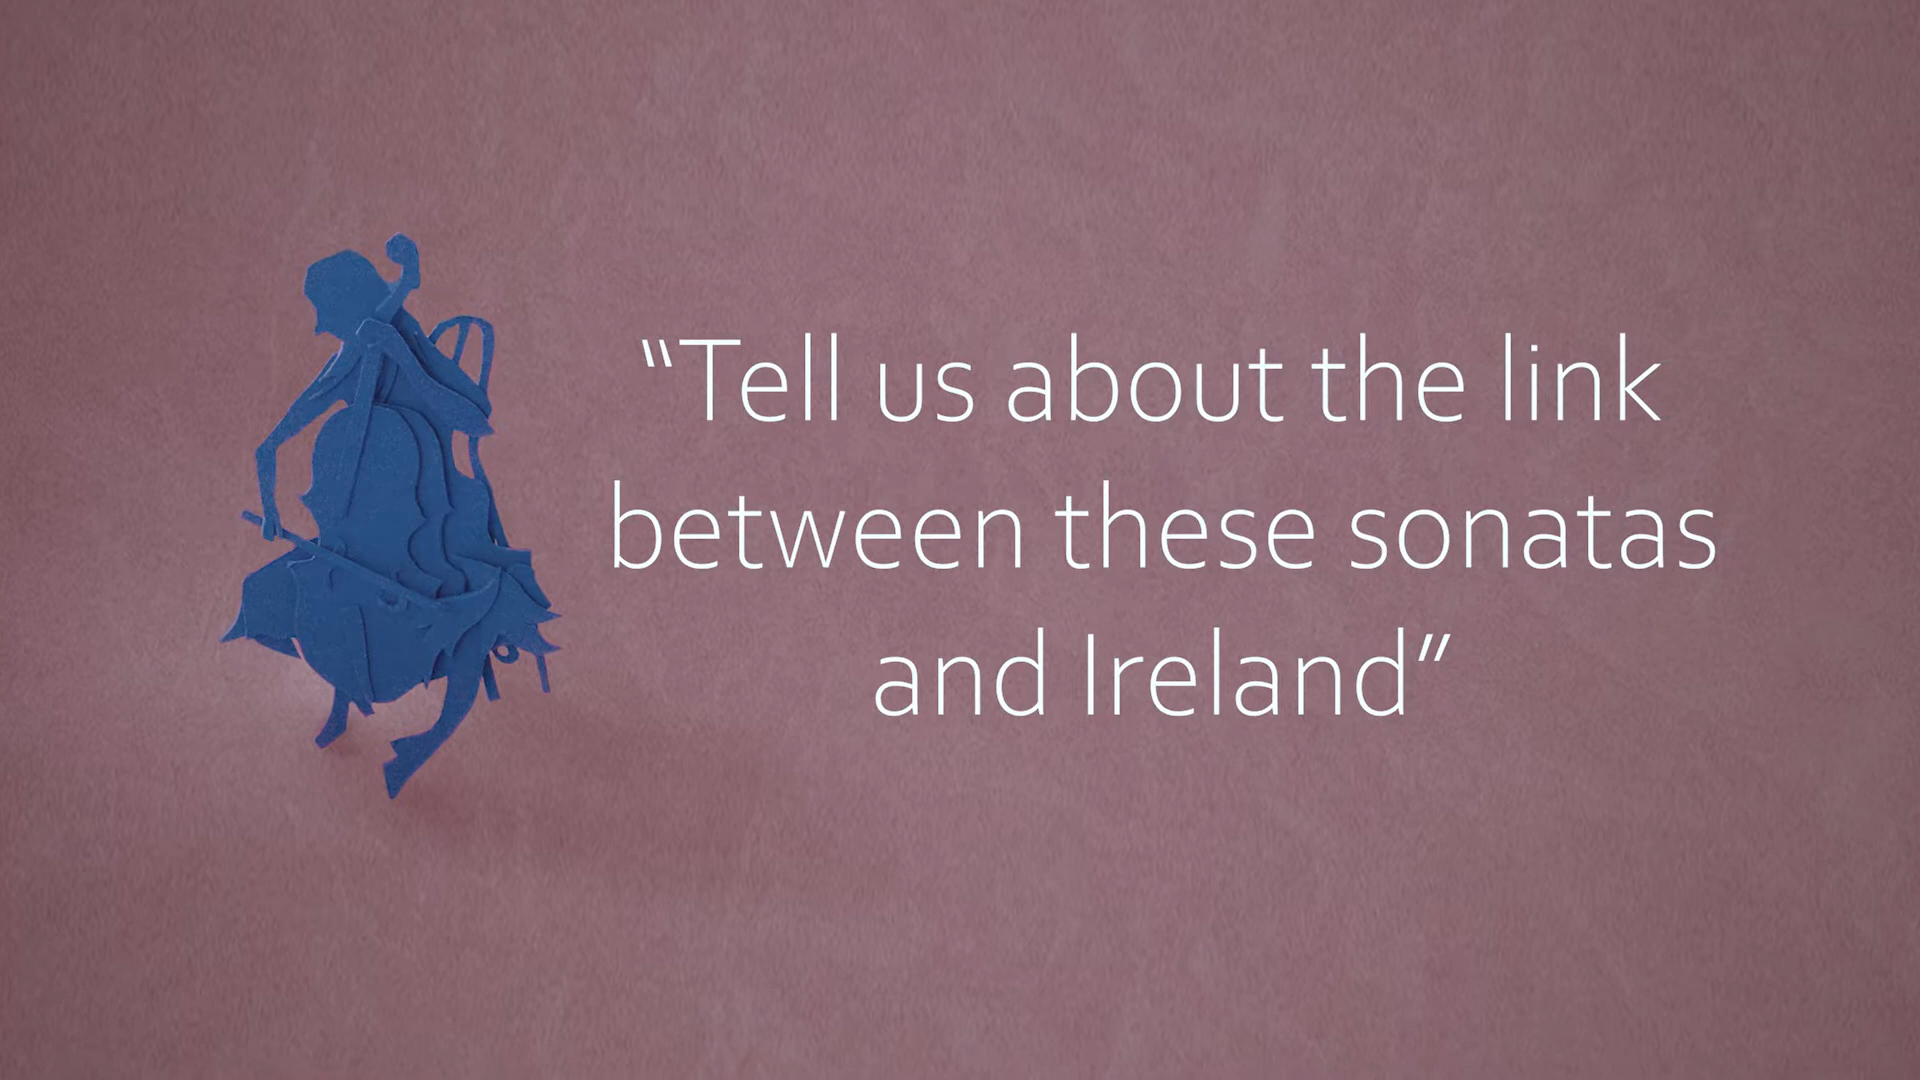 “Tell us about the link
between these sonatas
and Ireland”